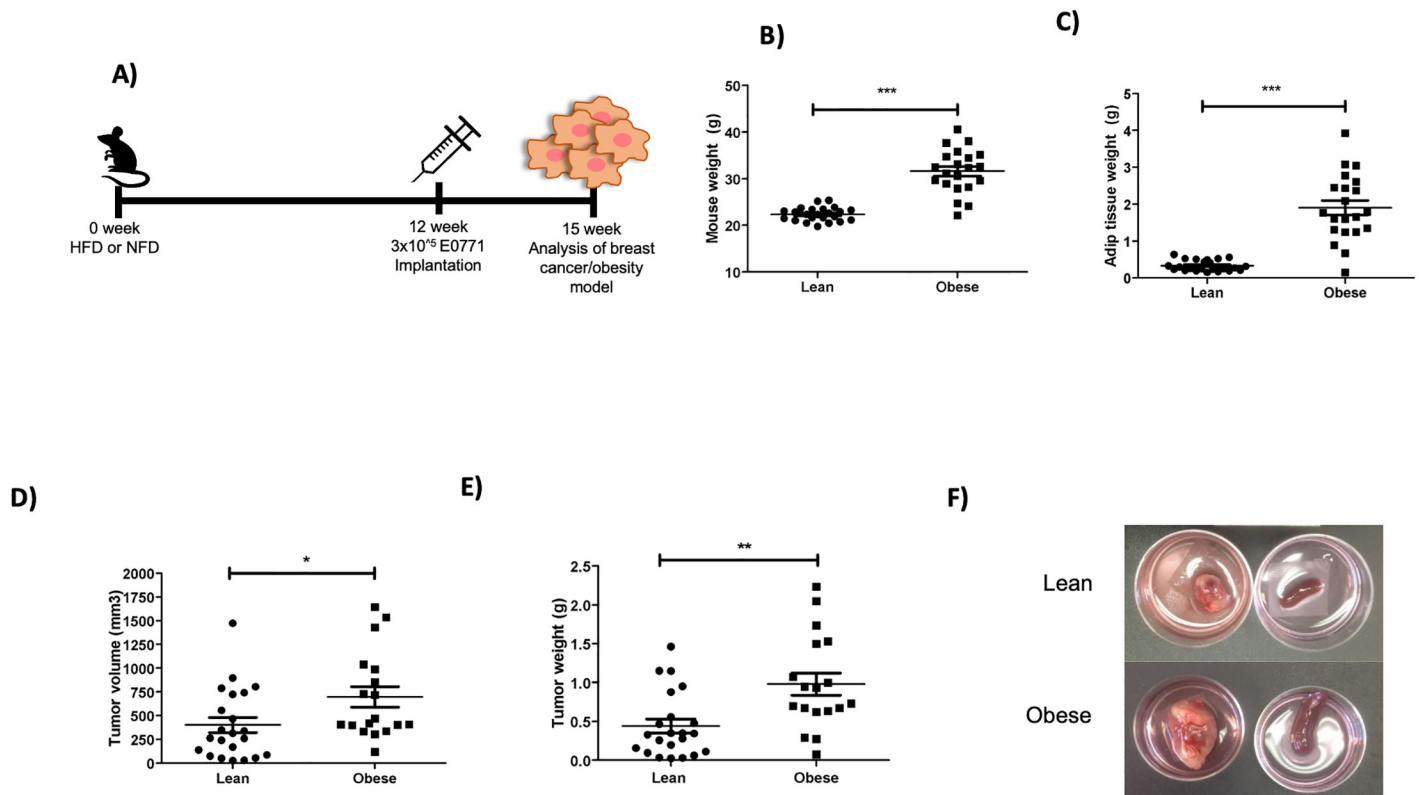 A)
0 week
HFD or NFD
12 week
3x10^5 E0771
Implantation
15 week
Analysis of breast
cancer/obesity
model
B)
Mouse weight (g)
50
40
30
20
10
***
Lean
Obese
C)
Adip tissue weight (g)
5
4
3
2
1
0
***
Lean
Obese
D)
Tumor volume (mm3)
2000
1750
1500
1250
1000
750
500
250
0
*
Lean
Obese
E)
Tumor weight (g)
2.5
2.0
1.5
1.0
0.5
0.0
**
Lean
Obese
F)
Lean
Obese